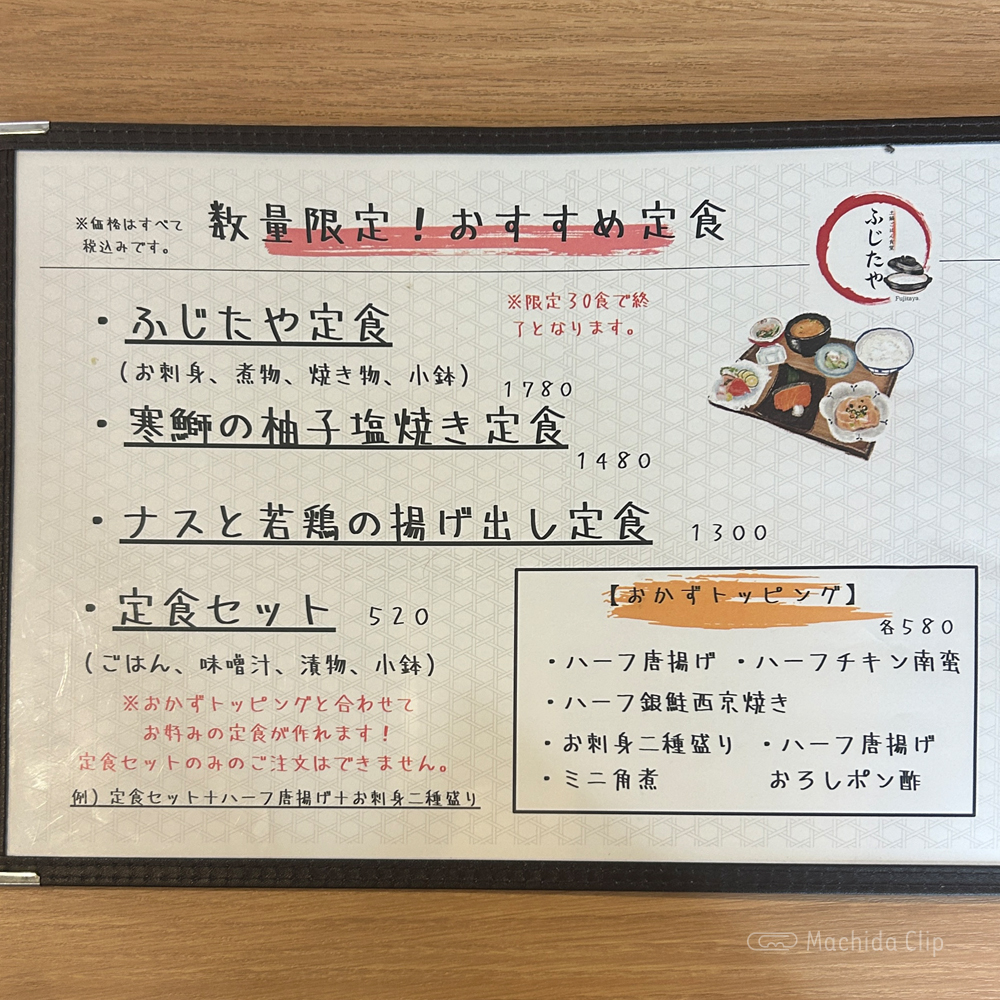 ※価格はすべて
税込みです。
数量限定！おすすめ定食
ふじたや
Fujitaya
・ふじたや定食
※限定30食で終
了となります。
(お刺身、煮物、焼き物、小鉢)
1780
・寒鰤の柚子塩焼き定食
1480
・ナスと若鶏の揚げ出し定食 1300
・定食セット 520
(ごはん、味噌汁、漬物、小鉢)
※おかずトッピングと合わせて
お好みの定食が作れます！
定食セットのみのご注文はできません。
例）定食セット＋ハーフ唐揚げ＋お刺身二種盛り
【おかずトッピング】
各580
・ハーフ唐揚げ ・ハーフチキン南蛮
・ハーフ銀鮭西京焼き
・お刺身二種盛り ・ハーフ唐揚げ
・ミニ角煮 おろしポン酢
Machida Clip